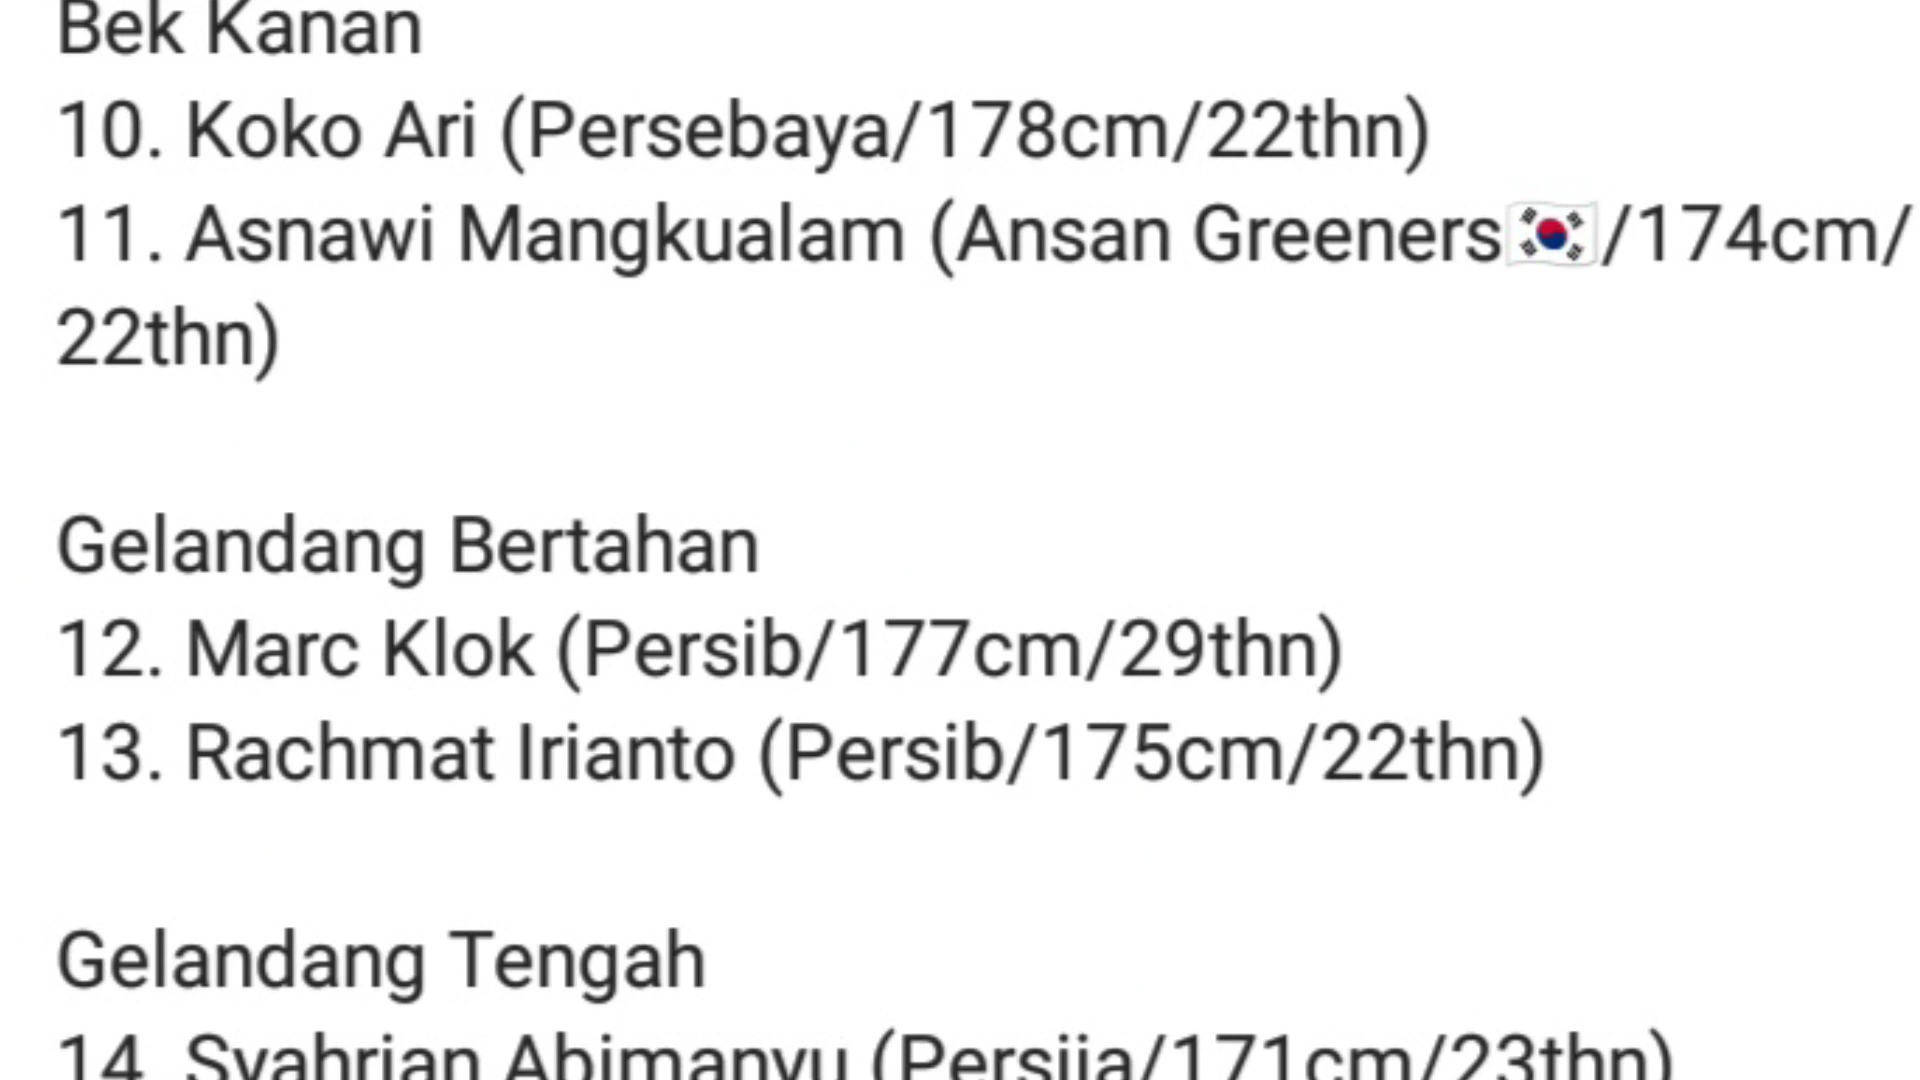 Bek Kanan
10. Koko Ari (Persebaya/178cm/22thn)
11. Asnawi Mangkualam (Ansan Greeners🇰🇷/174cm/
22thn)
Gelandang Bertahan
12. Marc Klok (Persib/177cm/29thn)
13. Rachmat Irianto (Persib/175cm/22thn)
Gelandang Tengah
14. Syahrian Abimanyu (Persija/171cm/23thn)